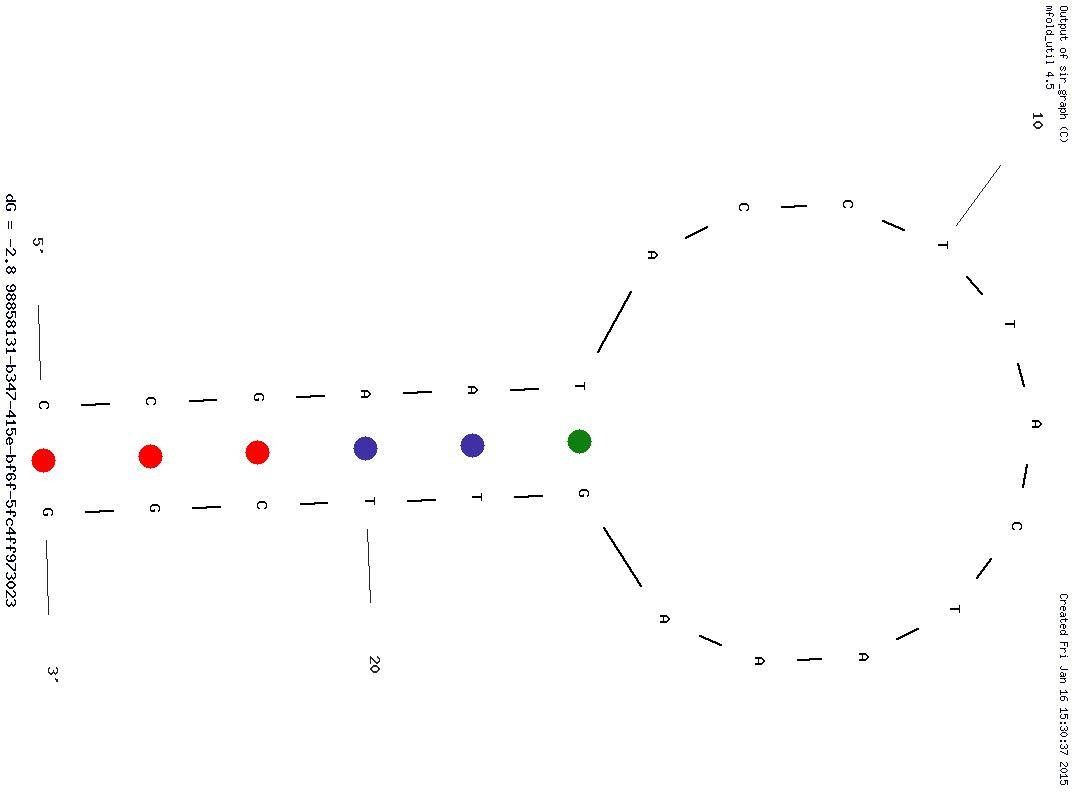 Output of sir_graph (©)
mfold_util 4.5
Created Fri Jan 16 15:30:37 2015
10
5'
C C G A A T A C C T T A C T A A A G T T C G G
20
3'
dG = -2.8 98858131-b347-415e-bf6f-5fc4ff973023